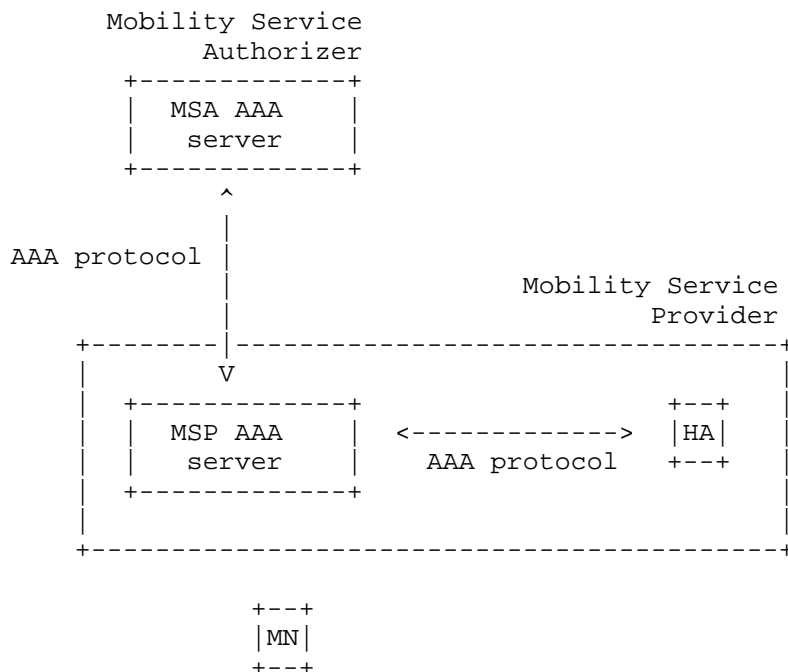 Mobility Service
Authorizer
MSA AAA
server
AAA protocol
Mobility Service
Provider
V
MSP AAA
server
<------------->
AAA protocol
HA
MN